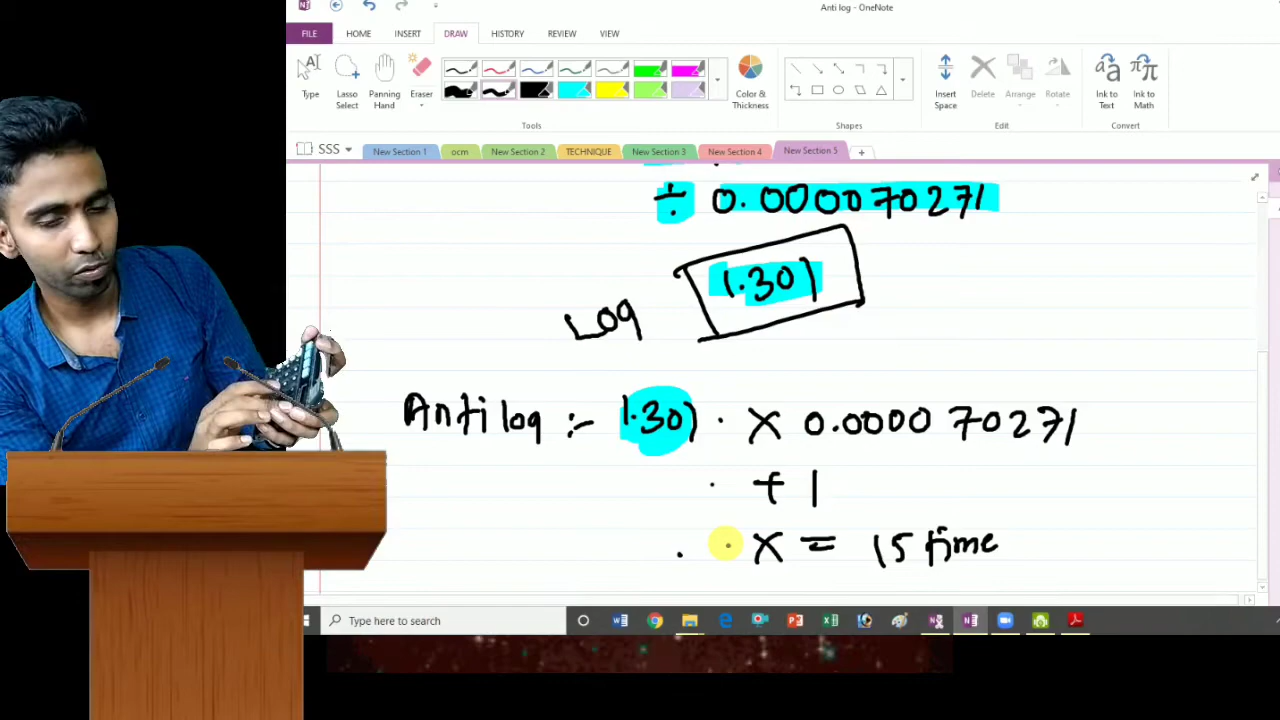 Anti log - OneNote
FILE HOME INSERT DRAW HISTORY REVIEW VIEW
Type
Lasso Select
Panning Hand
Eraser
Color & Thickness
Insert Space
Delete
Arrange
Rotate
Ink to Text
Ink to Math
Tools Shapes Edit Convert
SSS New Section 1 ocm New Section 2 TECHNIQUE New Section 3 New Section 4 New Section 5
÷ 0.000070271
1.301
Log
Antilog :- 1.301 · x 0.000070271
· + 1
· · x = 15 time
Type here to search